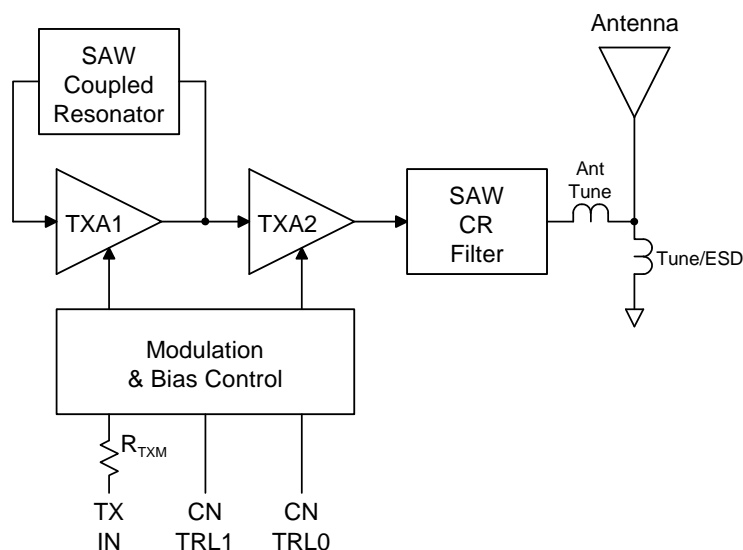 Antenna
SAW
Coupled
Resonator
TXA1
TXA2
SAW
CR
Filter
Ant
Tune
Tune/ESD
Modulation
& Bias Control
RTXM
TX
IN
CN
TRL1
CN
TRL0